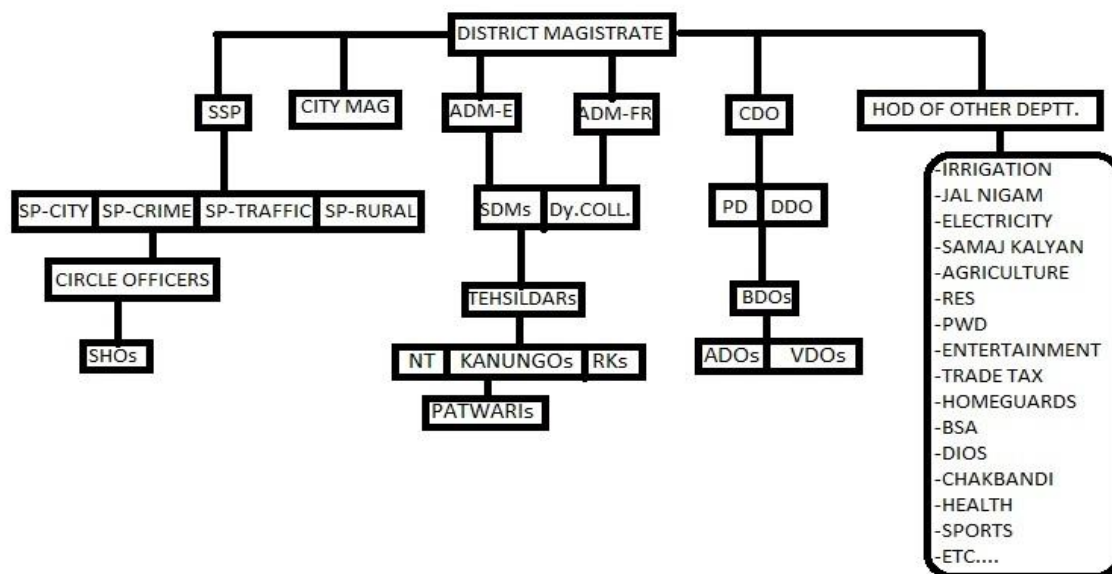 DISTRICT MAGISTRATE
SSP
CITY MAG
ADM-E
ADM-FR
CDO
HOD OF OTHER DEPTT.
SP-CITY SP-CRIME SP-TRAFFIC SP-RURAL
CIRCLE OFFICERS
SHOs
SDMs Dy.COLL.
TEHSILDARs
NT KANUNGOs RKs
PATWARIs
PD DDO
BDOs
ADOs VDOs
-IRRIGATION
-JAL NIGAM
-ELECTRICITY
-SAMAJ KALYAN
-AGRICULTURE
-RES
-PWD
-ENTERTAINMENT
-TRADE TAX
-HOMEGUARDS
-BSA
-DIOS
-CHAKBANDI
-HEALTH
-SPORTS
-ETC....